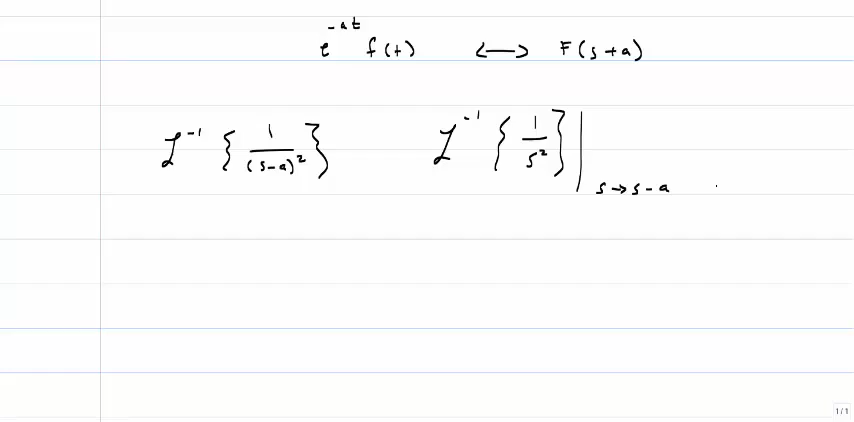 e^{-at} f(t) ⟷ F(s+a)
ℒ^{-1} { 1/(s-a)^2 } ℒ^{-1} { 1/s^2 } |_{s→s-a}
1/1